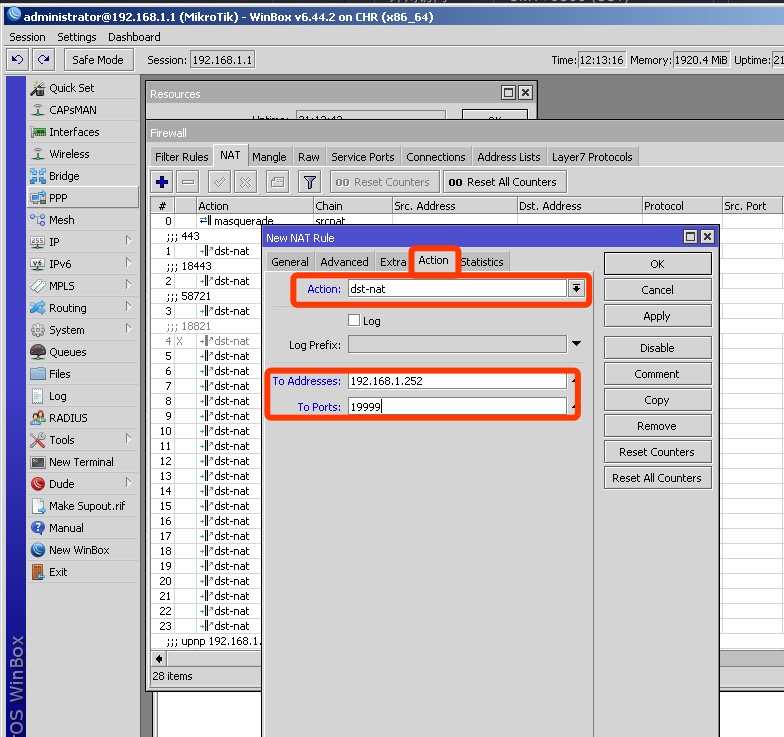 administrator@192.168.1.1 (MikroTik) - WinBox v6.44.2 on CHR (x86_64)
Session Settings Dashboard
Safe Mode Session: 192.168.1.1 Time: 12:13:16 Memory: 1920.4 MiB Uptime: 21
Quick Set
CAPsMAN
Interfaces
Wireless
Bridge
PPP
Mesh
IP
IPv6
MPLS
Routing
System
Queues
Files
Log
RADIUS
Tools
New Terminal
Dude
Make Supout.rif
Manual
New WinBox
Exit
OS WinBox
Resources
Firewall
Filter Rules NAT Mangle Raw Service Ports Connections Address Lists Layer7 Protocols
00 Reset Counters 00 Reset All Counters
# Action Chain Src. Address Dst. Address Protocol Src. Port
0 masquerade srcnat
;;; 443
1 dst-nat
;;; 18443
2 dst-nat
;;; 58721
3 dst-nat
;;; 18821
4 X dst-nat
5 dst-nat
6 dst-nat
7 dst-nat
8 dst-nat
9 dst-nat
10 dst-nat
11 dst-nat
12 dst-nat
13 dst-nat
14 dst-nat
15 dst-nat
16 dst-nat
17 dst-nat
18 dst-nat
19 dst-nat
20 dst-nat
21 dst-nat
22 dst-nat
23 dst-nat
;;; upnp 192.168.1.
28 items
New NAT Rule
General Advanced Extra Action Statistics
Action: dst-nat
Log
Log Prefix:
To Addresses: 192.168.1.252
To Ports: 19999
OK
Cancel
Apply
Disable
Comment
Copy
Remove
Reset Counters
Reset All Counters